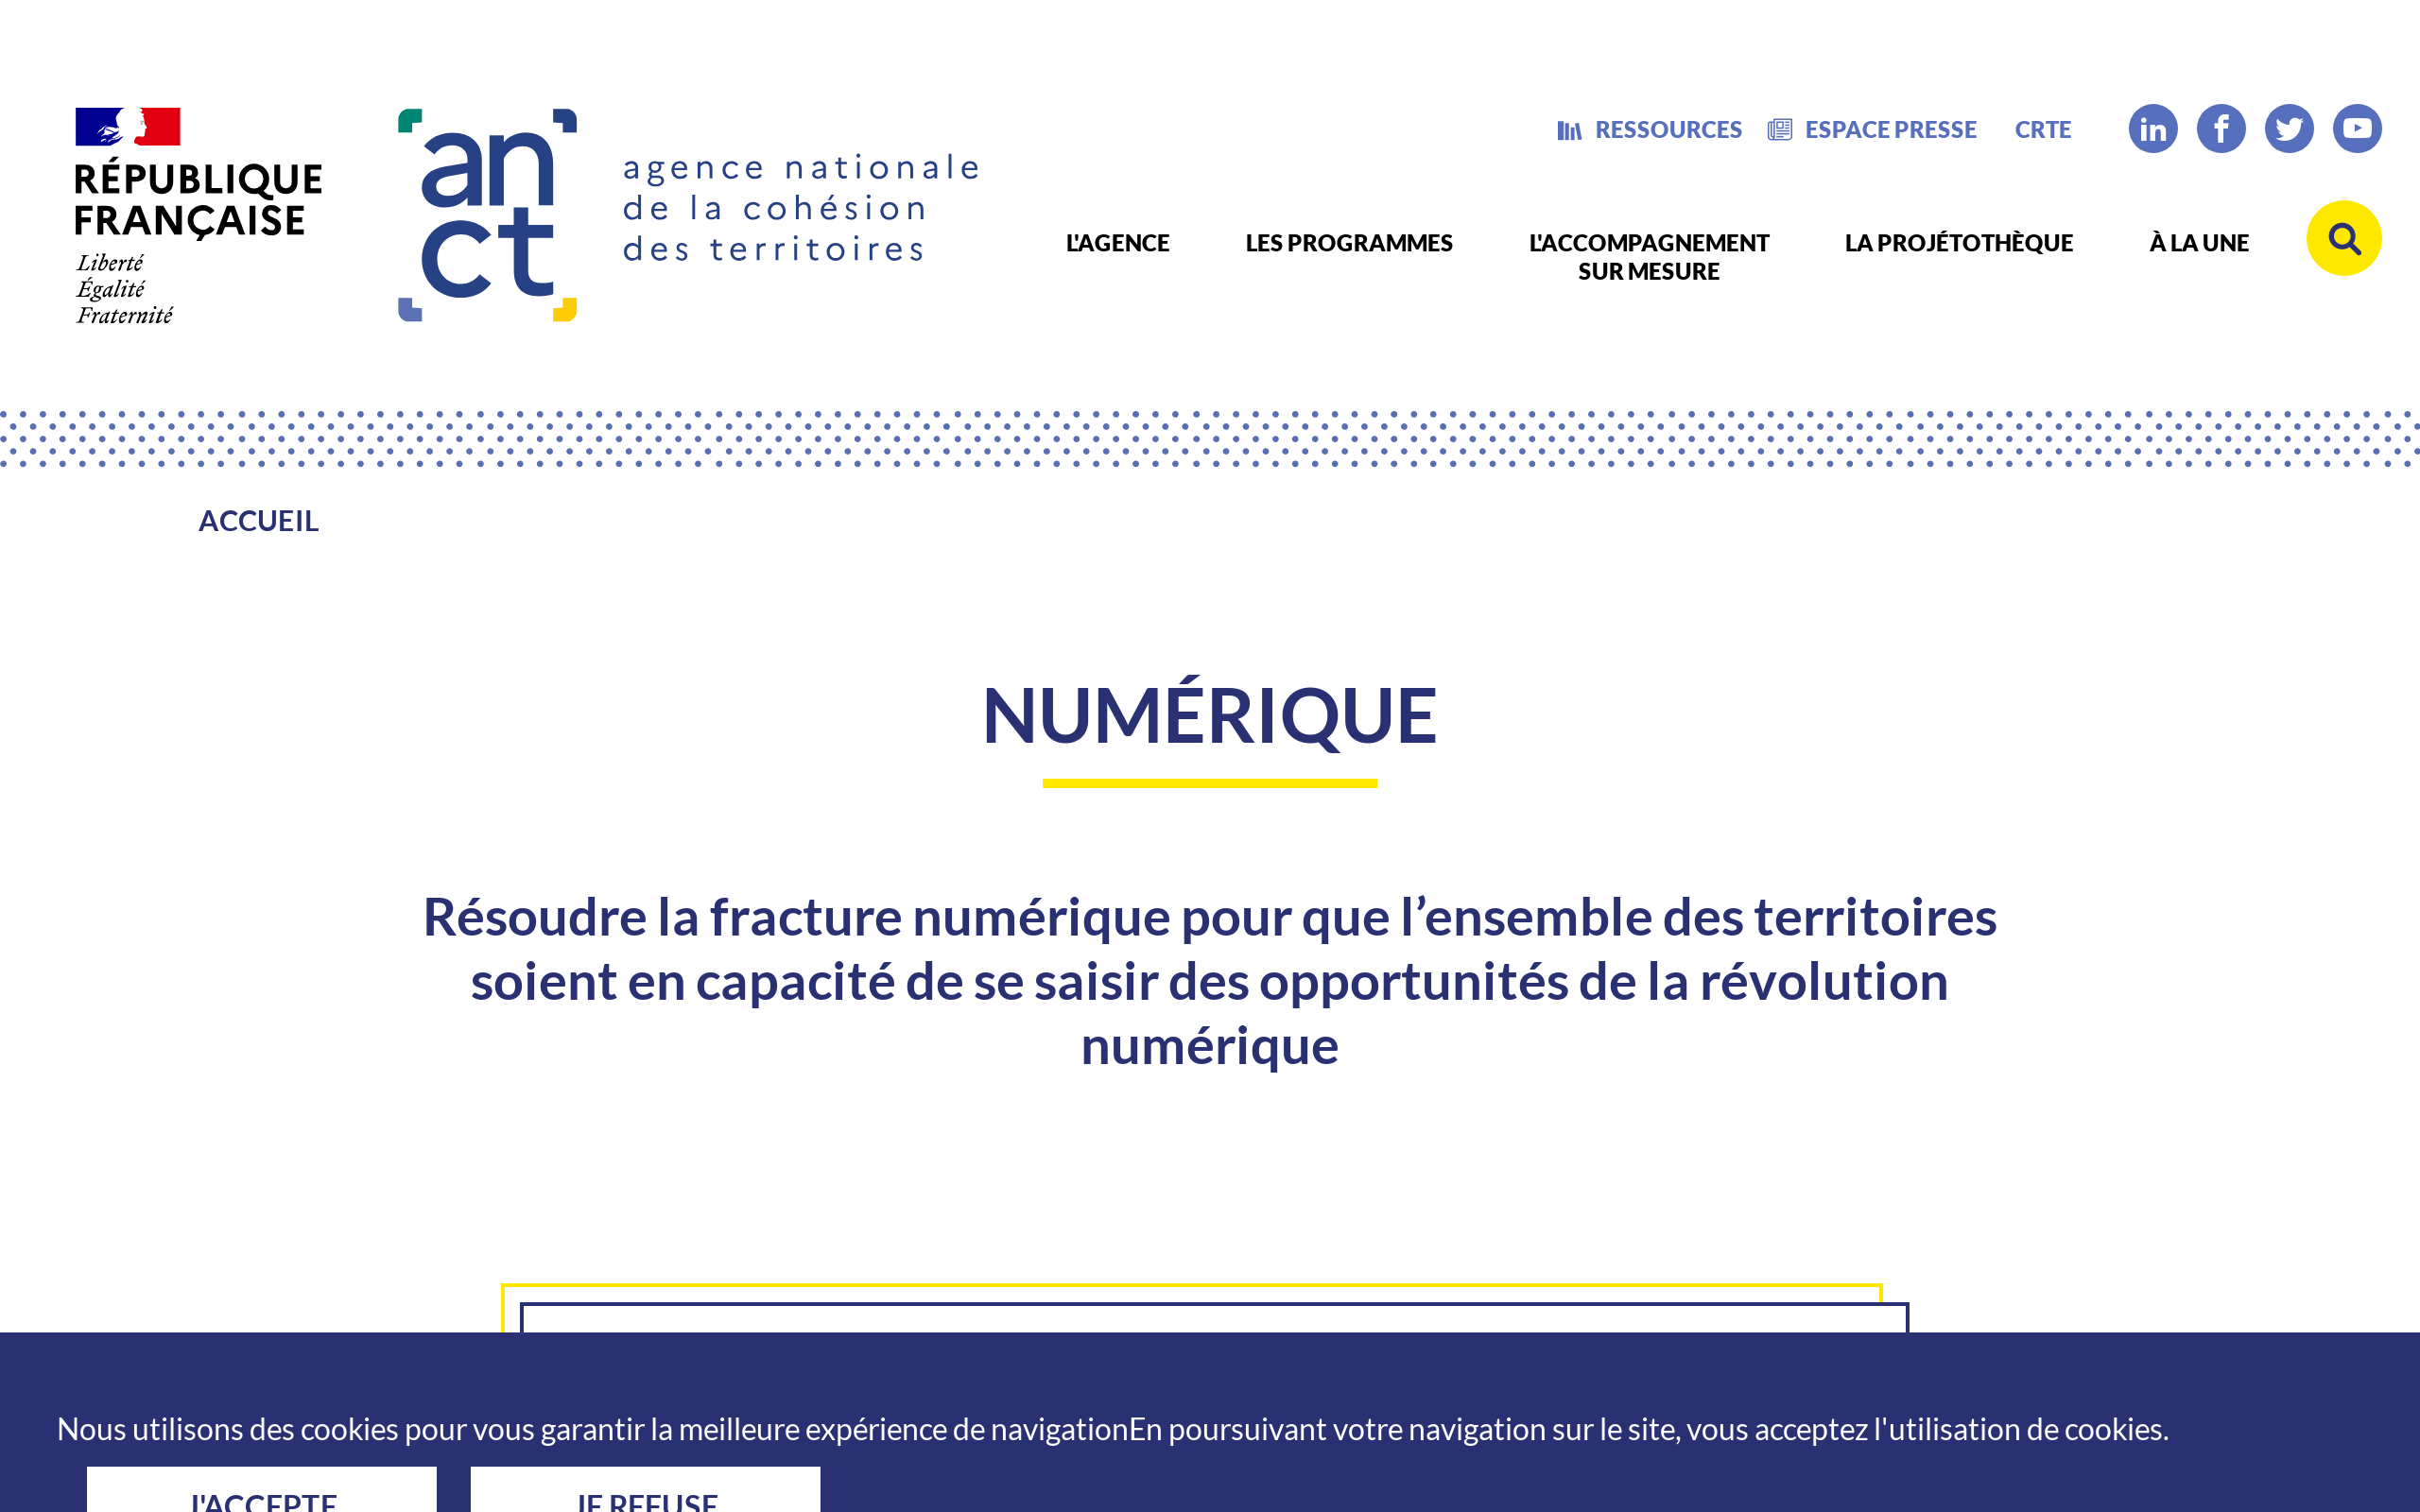 RÉPUBLIQUE
FRANÇAISE
Liberté
Égalité
Fraternité
an
ct
agence nationale
de la cohésion
des territoires
RESSOURCES
ESPACE PRESSE
CRTE
L'AGENCE
LES PROGRAMMES
L'ACCOMPAGNEMENT
SUR MESURE
LA PROJÉTOTHÈQUE
À LA UNE
ACCUEIL
NUMÉRIQUE
Résoudre la fracture numérique pour que l’ensemble des territoires
soient en capacité de se saisir des opportunités de la révolution
numérique
Nous utilisons des cookies pour vous garantir la meilleure expérience de navigationEn poursuivant votre navigation sur le site, vous acceptez l'utilisation de cookies.
J'ACCEPTE
JE REFUSE